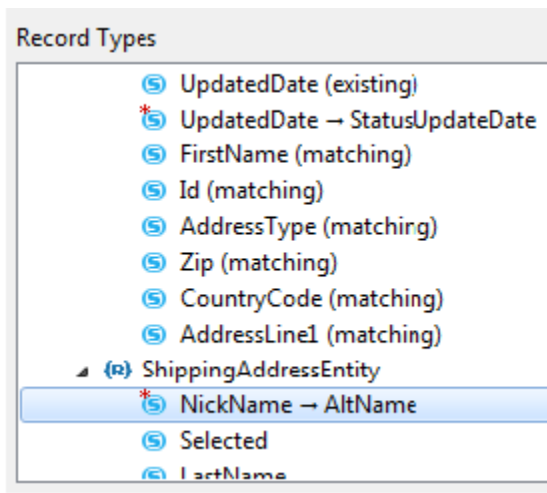 Record Types
UpdatedDate (existing)
UpdatedDate → StatusUpdateDate
FirstName (matching)
Id (matching)
AddressType (matching)
Zip (matching)
CountryCode (matching)
AddressLine1 (matching)
{R} ShippingAddressEntity
NickName → AltName
Selected
LastName